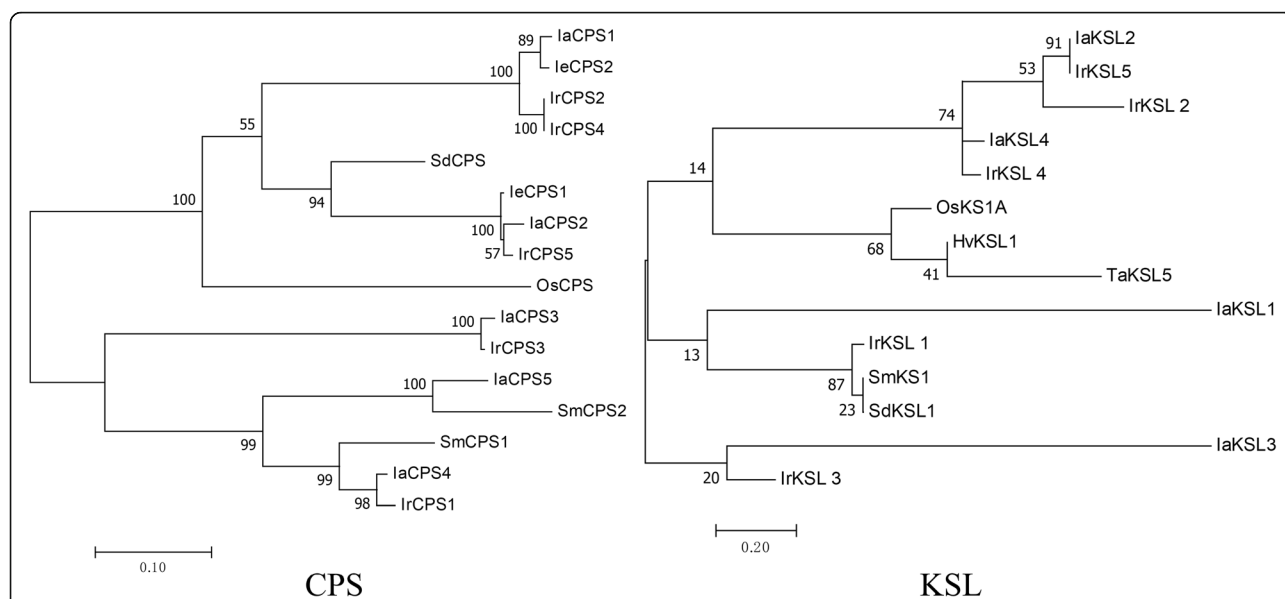 IaCPS1
89
IeCPS2
100
IrCPS2
100
IrCPS4
55
SdCPS
94
IeCPS1
100
IaCPS2
57
IrCPS5
100
OsCPS
IaCPS3
100
IrCPS3
IaCPS5
100
SmCPS2
99
SmCPS1
99
IaCPS4
98
IrCPS1
0.10
CPS
IaKSL2
91
IrKSL5
53
IrKSL 2
74
IaKSL4
IrKSL 4
14
OsKS1A
68
HvKSL1
41
TaKSL5
IaKSL1
13
IrKSL 1
87
SmKS1
23
SdKSL1
IaKSL3
20
IrKSL 3
0.20
KSL